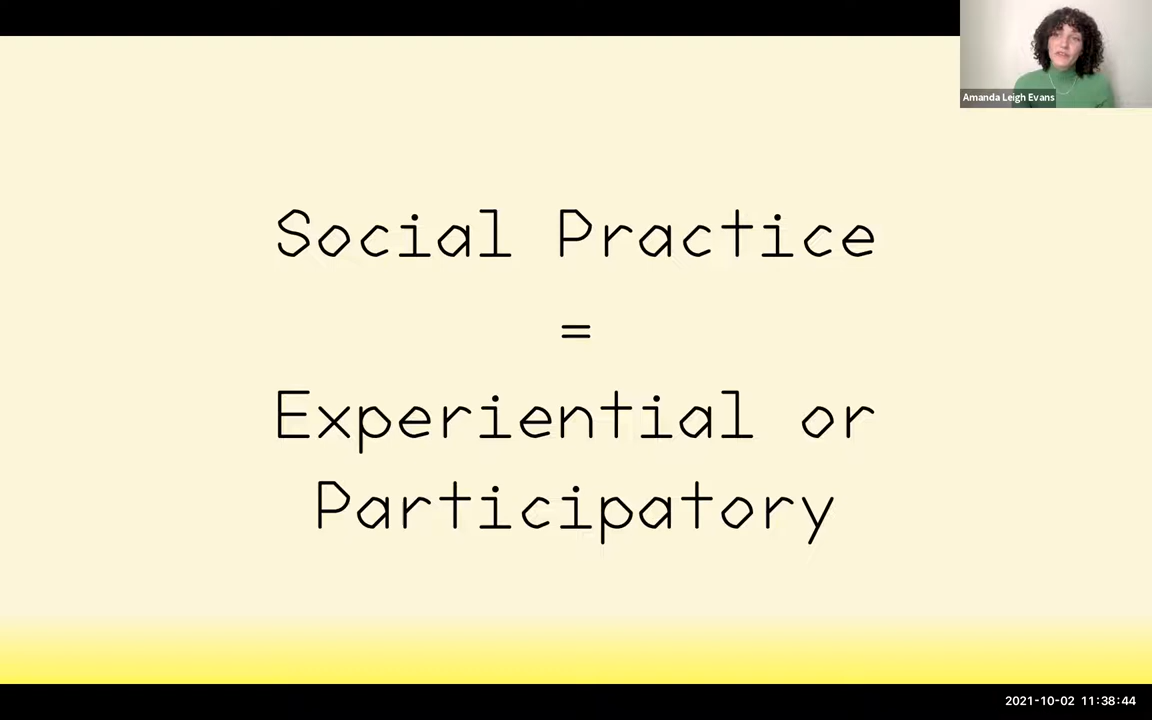 Amanda Leigh Evans
Social Practice
=
Experiential or
Participatory
2021-10-02 11:38:44